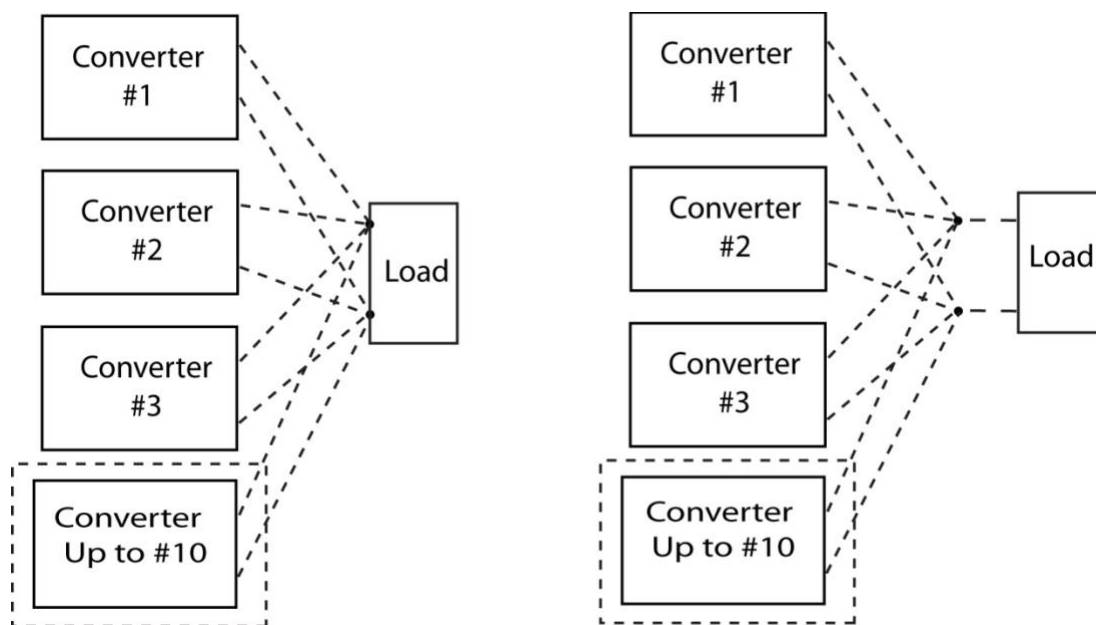 Converter
#1
Converter
#2
Converter
#3
Converter
Up to #10
Load
Converter
#1
Converter
#2
Converter
#3
Converter
Up to #10
Load